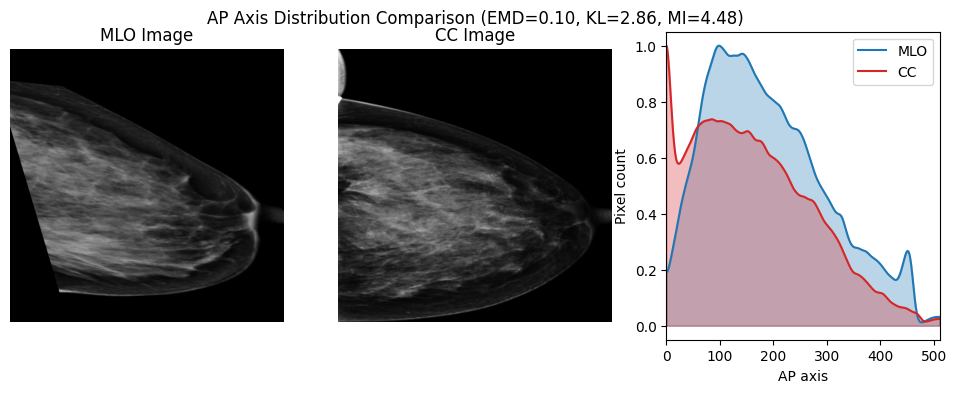 AP Axis Distribution Comparison (EMD=0.10, KL=2.86, MI=4.48)
MLO Image
CC Image
MLO
CC
1.0
0.8
0.6
0.4
0.2
0.0
Pixel count
0 100 200 300 400 500
AP axis